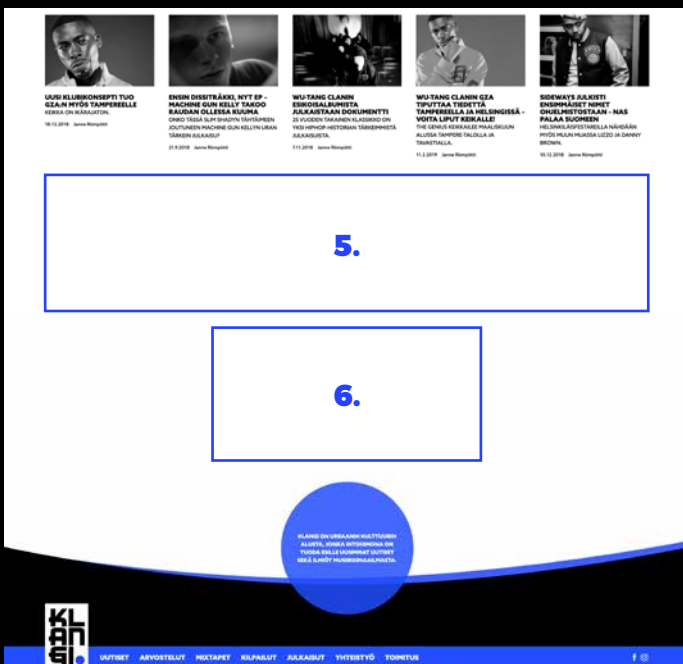 UUSI KLUBIKONSEPTI TUO
GZA:N MYÖS TAMPEREELLE
KEIKKA ON IKÄRAJATON.
18.12.2018 Janne Römpötti
ENSIN DISSITRÄKKI, NYT EP -
MACHINE GUN KELLY TAKOO
RAUDAN OLLESSA KUUMA
ONKO TÄSSÄ SLIM SHADYN TÄHTÄIMEEN
JOUTUNEEN MACHINE GUN KELLYN URAN
TÄRKEIN JULKAISU?
21.9.2018 Janne Römpötti
WU-TANG CLANIN
ESIKOISALBUMISTA
JULKAISTAAN DOKUMENTTI
25 VUODEN TAKAINEN KLASSIKKO ON
YKSI HIPHOP-HISTORIAN TÄRKEIMMISTÄ
JULKAISUISTA.
7.11.2018 Janne Römpötti
WU-TANG CLANIN GZA
TIPUTTAA TIEDETTÄ
TAMPEREELLA JA HELSINGISSÄ -
VOITA LIPUT KEIKALLE!
THE GENIUS KEIKKAILEE MAALISKUUN
ALUSSA TAMPERE TALOLLA JA
TAVASTIALLA.
11.2.2019 Janne Römpötti
SIDEWAYS JULKISTI
ENSIMMÄISET NIMET
OHJELMISTOSTAAN - NAS
PALAA SUOMEEN
HELSINKILÄISFESTAREILLA NÄHDÄÄN
MYÖS MUUN MUASSA LIZZO JA DANNY
BROWN.
10.12.2018 Janne Römpötti
5.
6.
KLANGI ON URBAANIN KULTTUURIN
ALUSTA, JONKA INTOHIMONA ON
TUODA ESILLE UUSIMMAT UUTISET
SEKÄ ILMIÖT MUSIIKKIMAAILMASTA.
KL
AN
GI.
UUTISET ARVOSTELUT MIXTAPET KILPAILUT JULKAISUT YHTEISTYÖ TOIMITUS